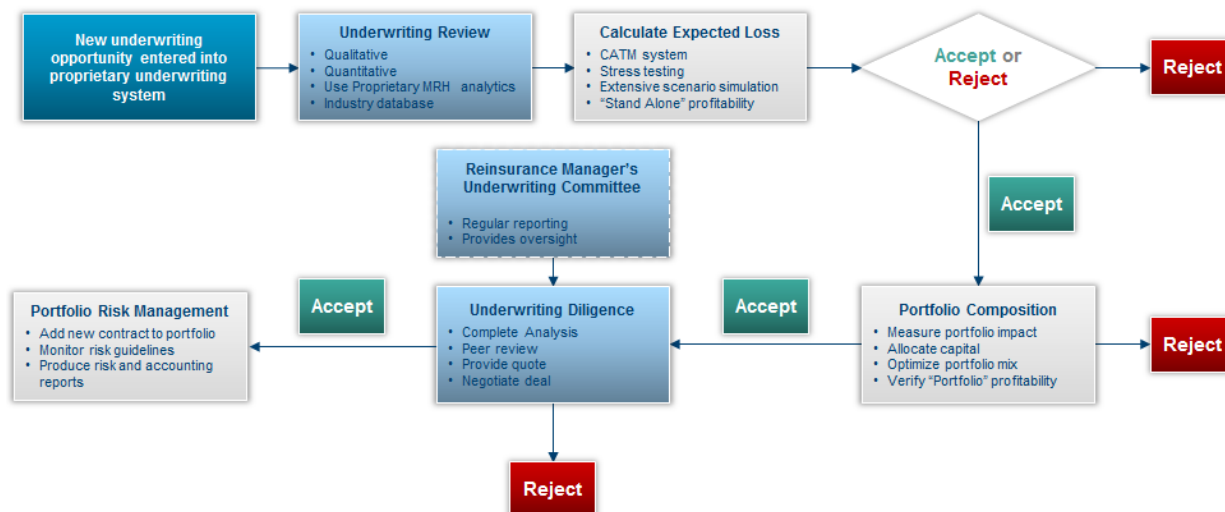 New underwriting
opportunity entered into
proprietary underwriting
system
Underwriting Review
• Qualitative
• Quantitative
• Use Proprietary MRH analytics
• Industry database
Calculate Expected Loss
• CATM system
• Stress testing
• Extensive scenario simulation
• “Stand Alone” profitability
Accept or
Reject
Reject
Reinsurance Manager’s
Underwriting Committee
• Regular reporting
• Provides oversight
Accept
Portfolio Risk Management
• Add new contract to portfolio
• Monitor risk guidelines
• Produce risk and accounting
reports
Accept
Underwriting Diligence
• Complete Analysis
• Peer review
• Provide quote
• Negotiate deal
Accept
Portfolio Composition
• Measure portfolio impact
• Allocate capital
• Optimize portfolio mix
• Verify “Portfolio” profitability
Reject
Reject